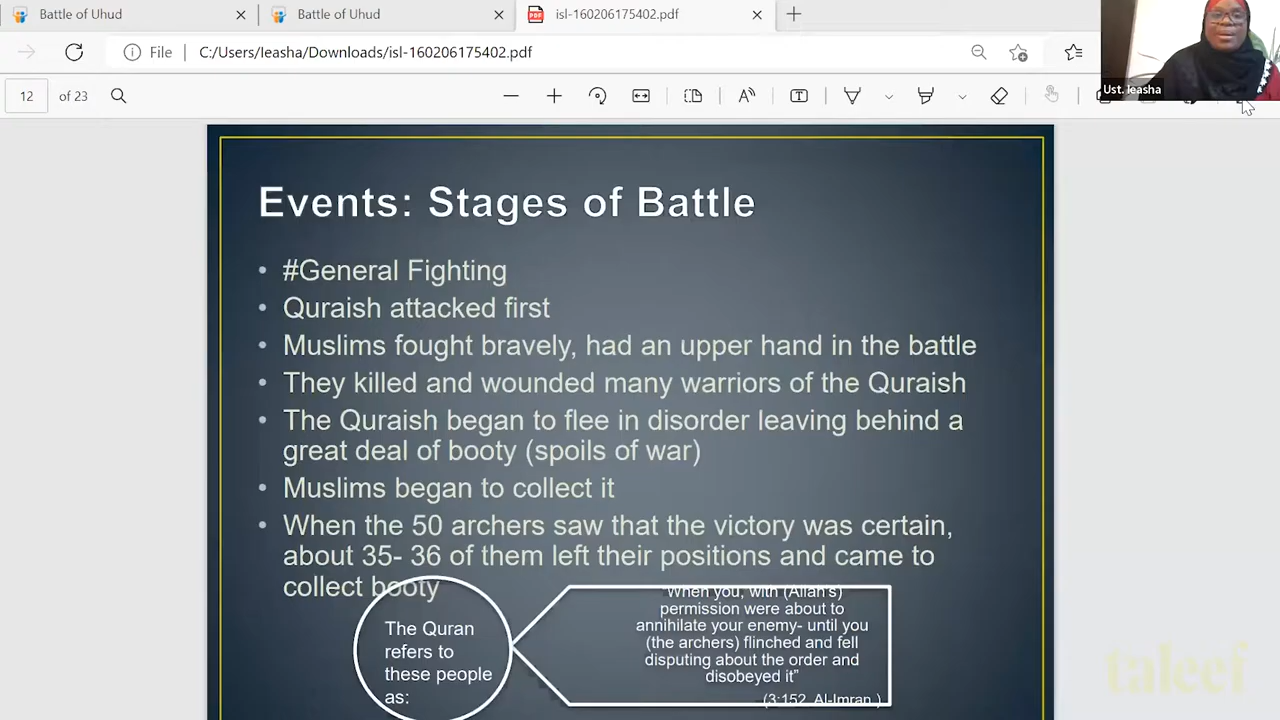 Battle of Uhud
Battle of Uhud
PDF
isl-160206175402.pdf
File
C:/Users/leasha/Downloads/isl-160206175402.pdf
12
of 23
Ust. Ieasha
Events: Stages of Battle
• #General Fighting
• Quraish attacked first
• Muslims fought bravely, had an upper hand in the battle
• They killed and wounded many warriors of the Quraish
• The Quraish began to flee in disorder leaving behind a
great deal of booty (spoils of war)
• Muslims began to collect it
• When the 50 archers saw that the victory was certain,
about 35- 36 of them left their positions and came to
collect booty
The Quran
refers to
these people
as:
"When you, with (Allah's)
permission were about to
annihilate your enemy- until you
(the archers) flinched and fell
disputing about the order and
disobeyed it"
(3:152, Al-Imran )
taleef